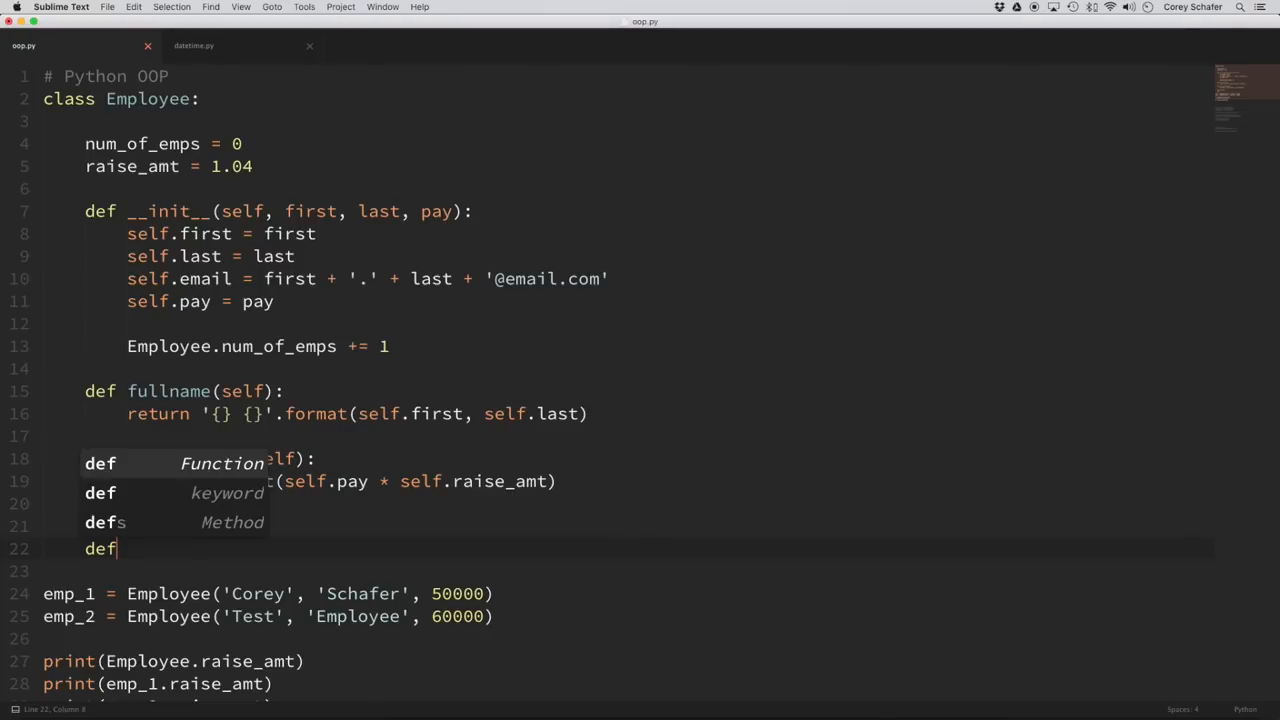 Sublime Text File Edit Selection Find View Goto Tools Project Window Help Corey Schafer
oop.py
oop.py datetime.py
1 # Python OOP
2 class Employee:
3
4 num_of_emps = 0
5 raise_amt = 1.04
6
7 def __init__(self, first, last, pay):
8 self.first = first
9 self.last = last
10 self.email = first + '.' + last + '@email.com'
11 self.pay = pay
12
13 Employee.num_of_emps += 1
14
15 def fullname(self):
16 return '{} {}'.format(self.first, self.last)
17
18 elf):
def Function
19 t(self.pay * self.raise_amt)
def keyword
20
21
defs Method
22 def
23
24 emp_1 = Employee('Corey', 'Schafer', 50000)
25 emp_2 = Employee('Test', 'Employee', 60000)
26
27 print(Employee.raise_amt)
28 print(emp_1.raise_amt)
Line 22, Column 8 Spaces: 4 Python